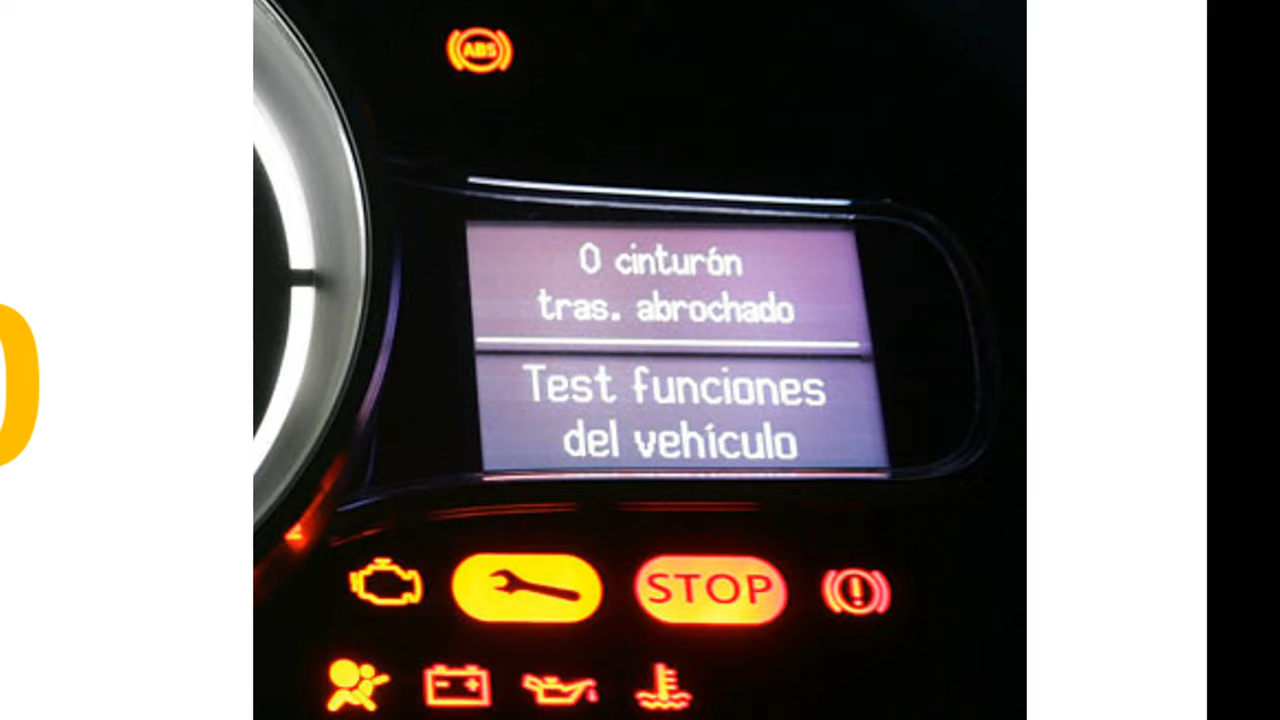 ABS
0 cinturón
tras. abrochado
Test funciones
del vehículo
STOP